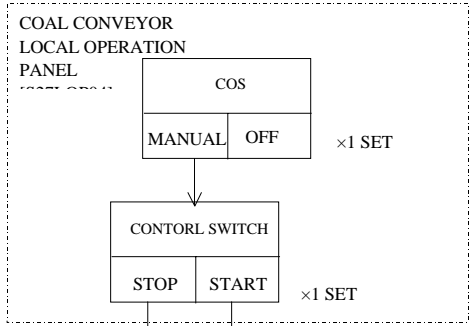 COAL CONVEYOR
LOCAL OPERATION
PANEL
COS
MANUAL OFF
×1 SET
CONTORL SWITCH
STOP START
×1 SET